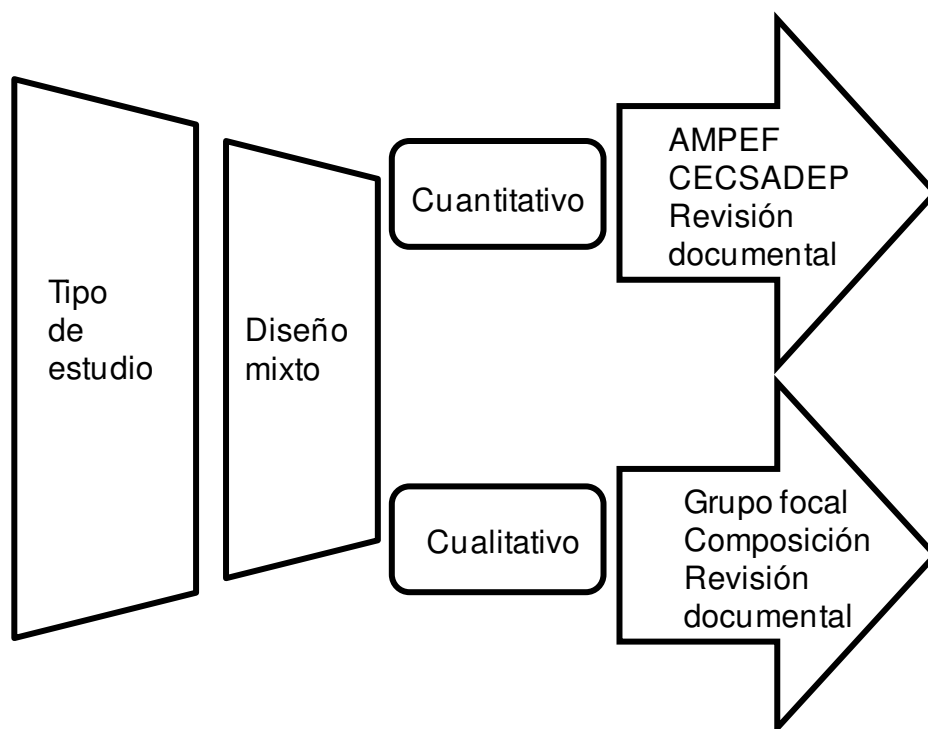 Tipo
de
estudio
Diseño
mixto
Cuantitativo
AMPEF
CECSADEP
Revisión
documental
Cualitativo
Grupo focal
Composición
Revisión
documental